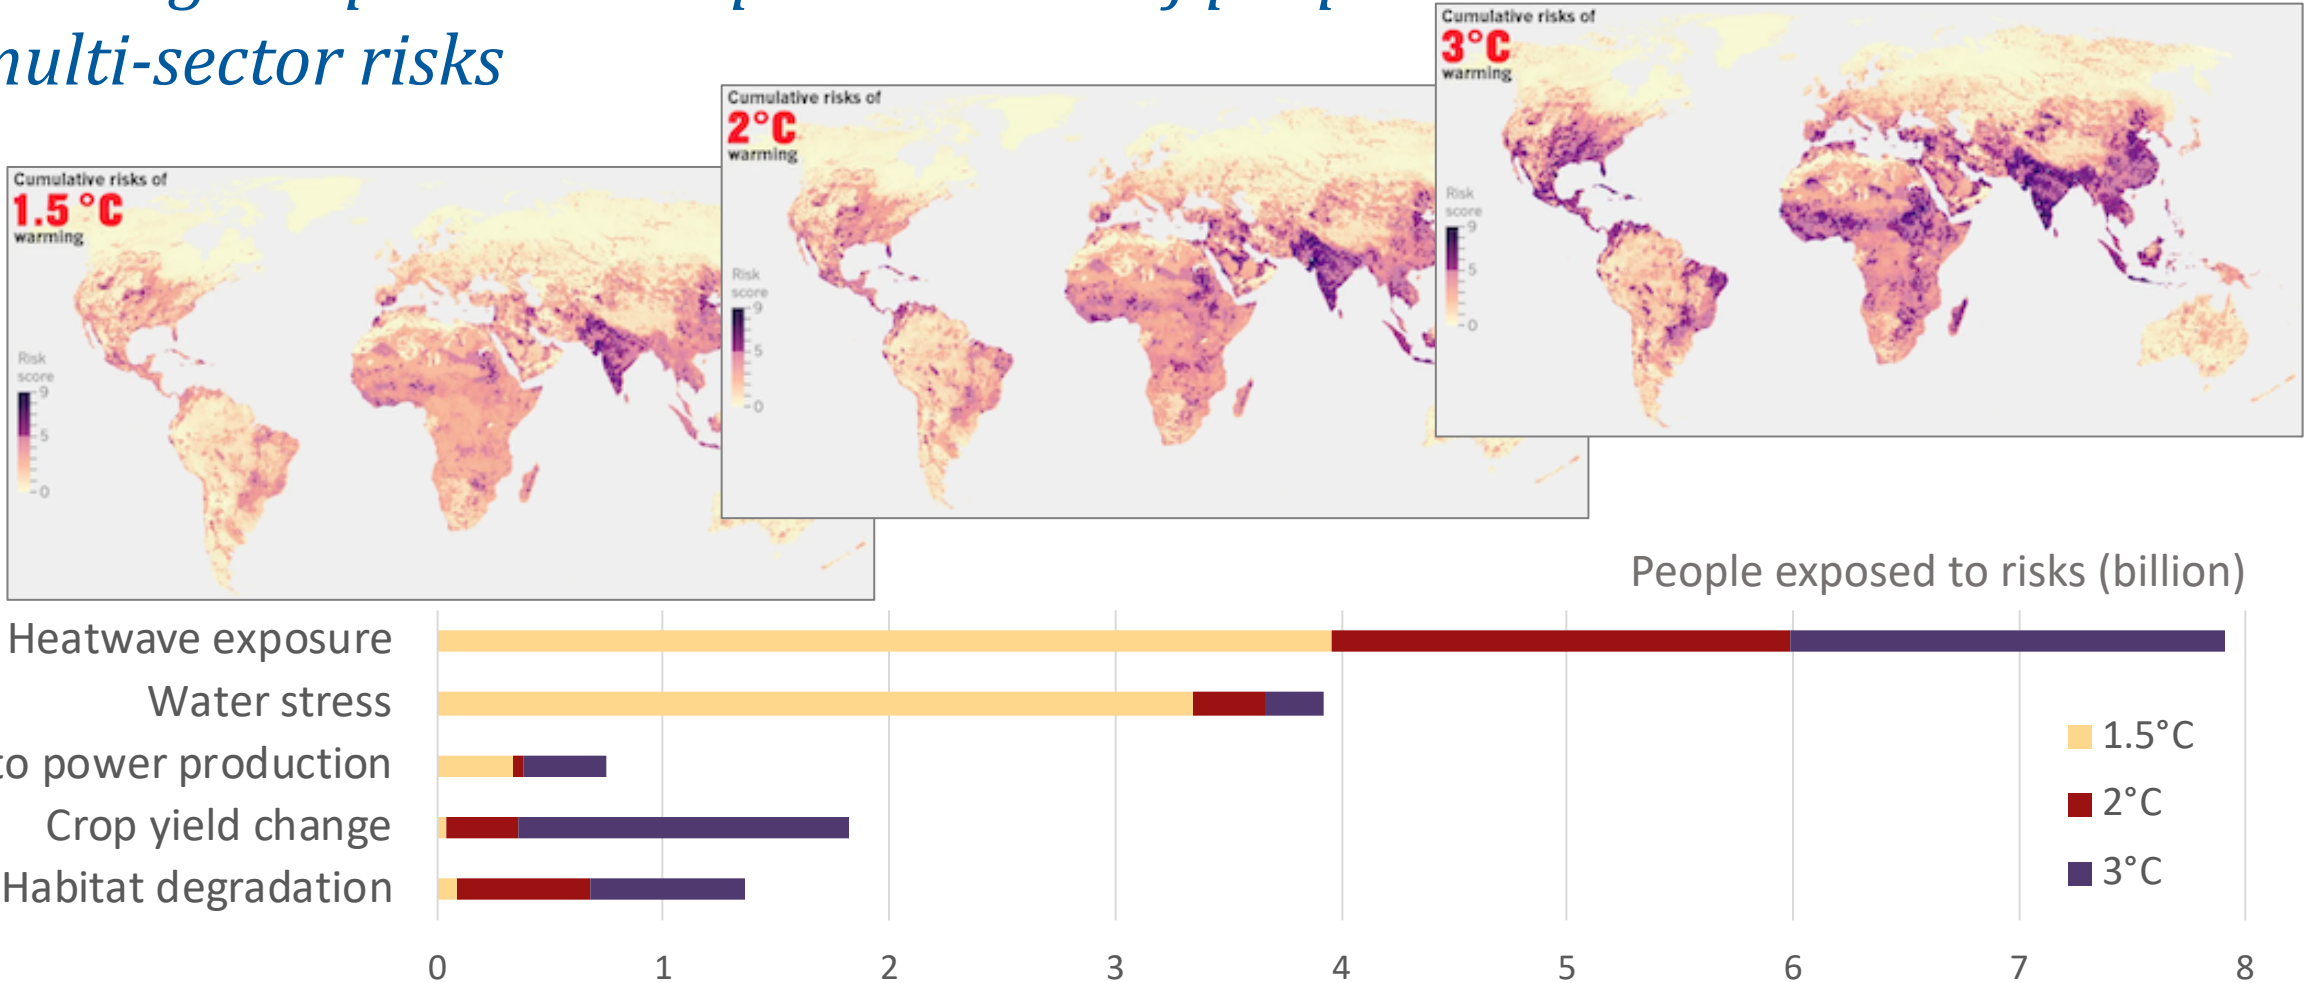 multi-sector risks
Cumulative risks of
1.5 °C
warming
Risk
score
9
5
0
Cumulative risks of
2°C
warming
Risk
score
9
5
0
Cumulative risks of
3°C
warming
Risk
score
9
5
0
People exposed to risks (billion)
Heatwave exposure
Water stress
to power production
Crop yield change
Habitat degradation
1.5°C
2°C
3°C
0 1 2 3 4 5 6 7 8